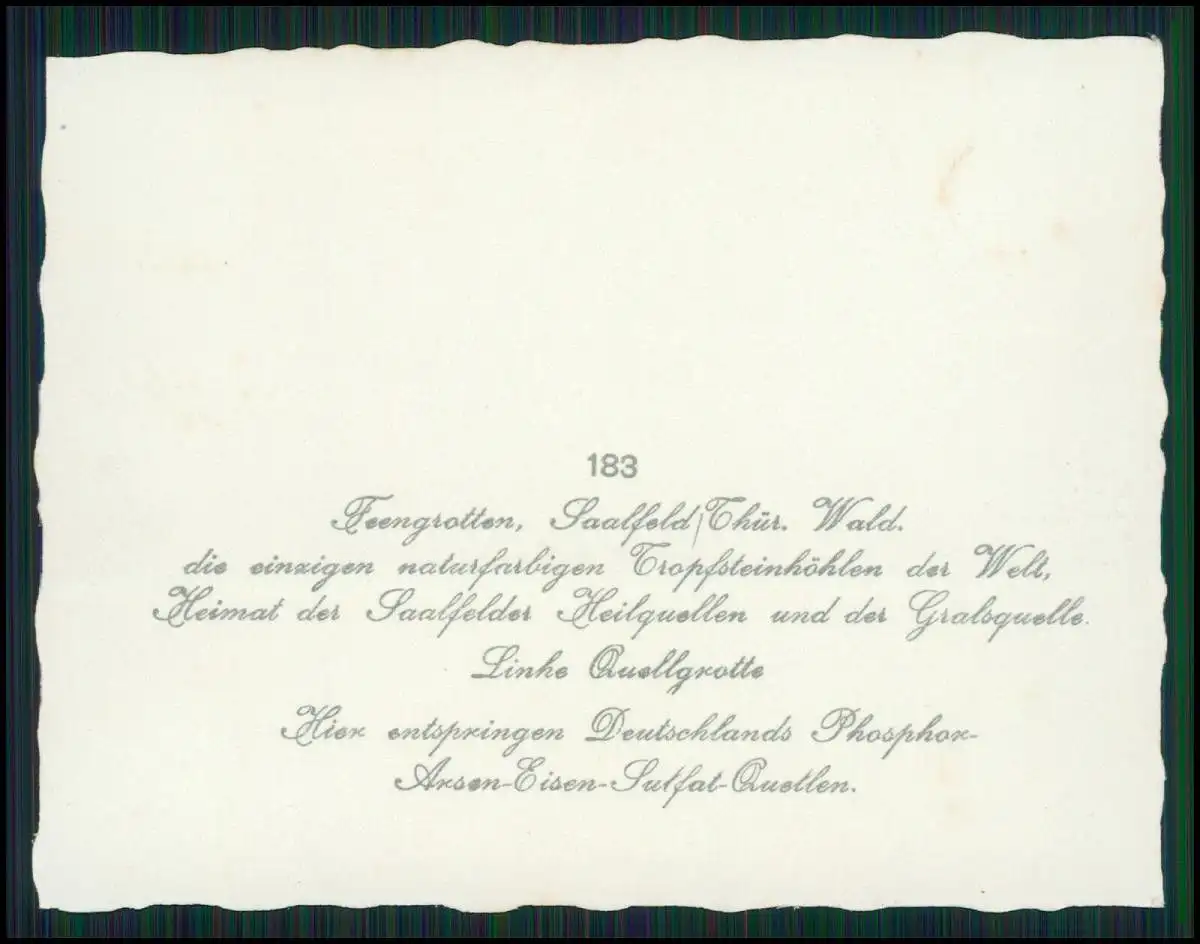 183
Feengrotten, Saalfeld/Thür. Wald.
die einzigen naturfarbigen Tropfsteinhöhlen der Welt,
Heimat der Saalfelder Heilquellen und der Gralsquelle.
Linke Quellgrotte
Hier entspringen Deutschlands Phosphor-
Arsen-Eisen-Sulfat-Quellen.